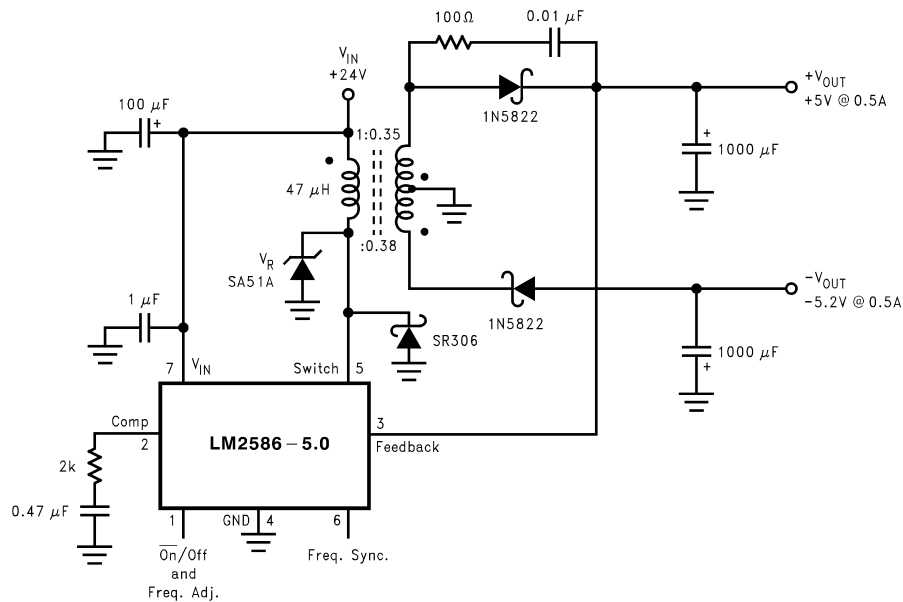 100Ω
0.01 μF
V_IN
+24V
+V_OUT
+5V @ 0.5A
100 μF
+
1:0.35
1N5822
+
1000 μF
47 μH
:0.38
V_R
SA51A
-V_OUT
-5.2V @ 0.5A
1 μF
1N5822
SR306
1000 μF
+
7
V_IN
Switch
5
Comp
2
3
Feedback
LM2586-5.0
2k
0.47 μF
1
GND
4
6
O̅n̅/Off
and
Freq. Adj.
Freq. Sync.